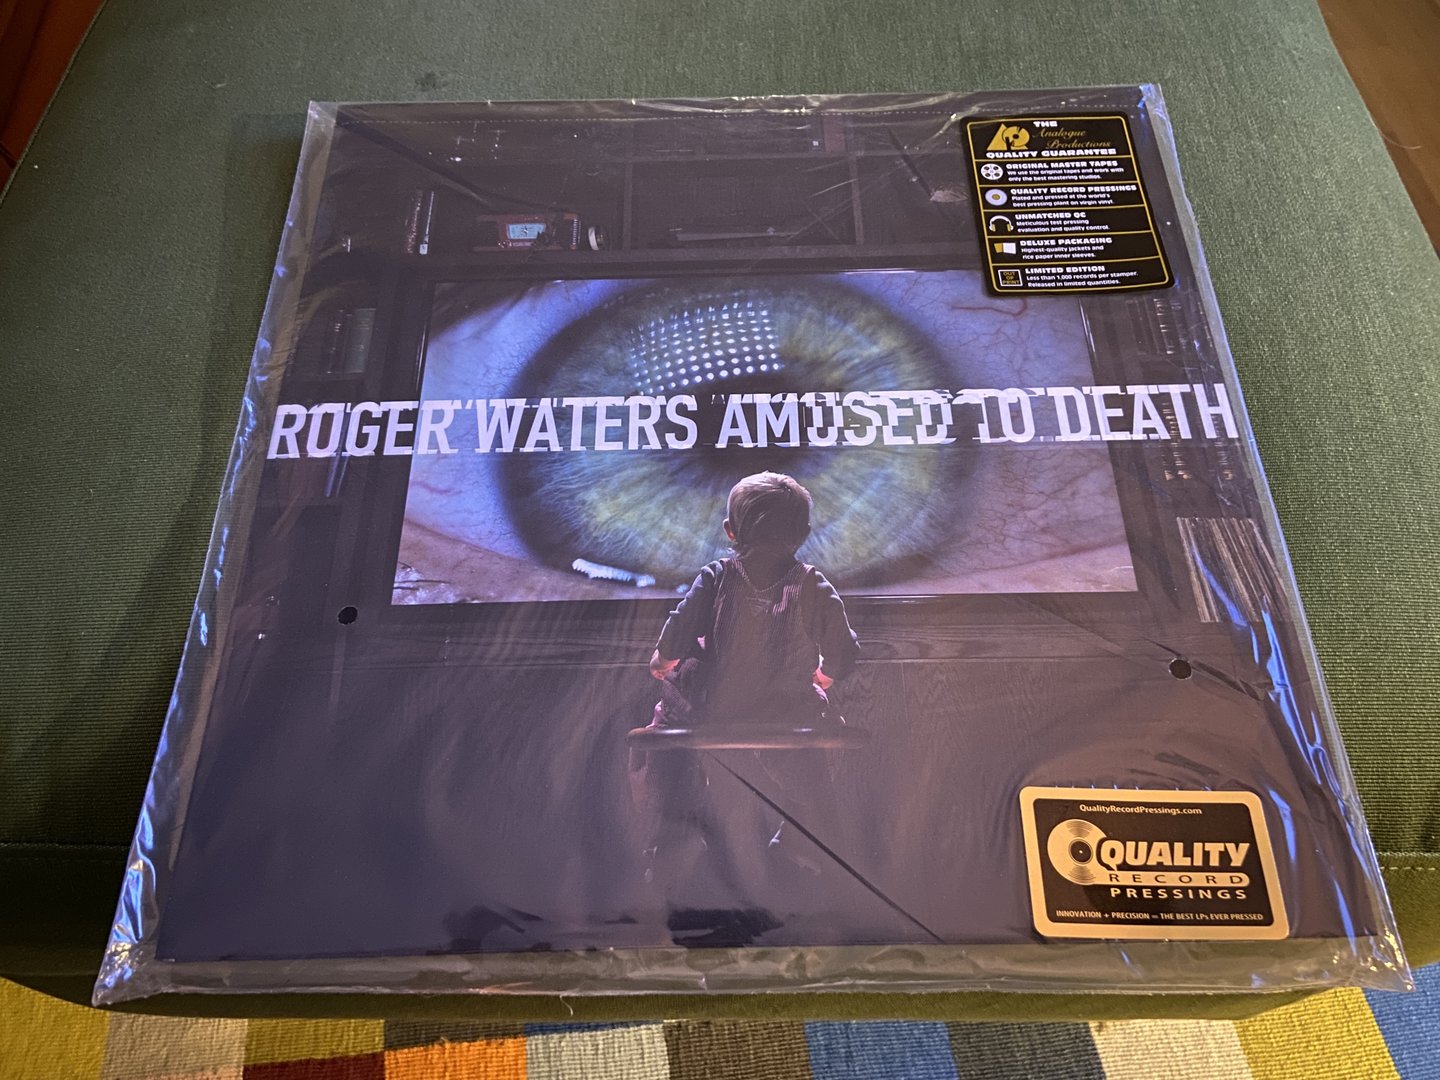 THE
Analogue
Productions
QUALITY GUARANTEE
ORIGINAL MASTER TAPES
We use the original tapes and work with
only the best mastering studios.
QUALITY RECORD PRESSINGS
Plated and pressed at the world's
best pressing plant on virgin vinyl.
UNMATCHED QC
Meticulous test pressing
evaluation and quality control.
DELUXE PACKAGING
Highest-quality jackets and
rice paper inner sleeves.
OUT
OF
PRINT
LIMITED EDITION
Less than 1,000 records per stamper.
Released in limited quantities.
ROGER WATERS AMUSED TO DEATH
QualityRecordPressings.com
QUALITY
RECORD
PRESSINGS
INNOVATION + PRECISION = THE BEST LPs EVER PRESSED